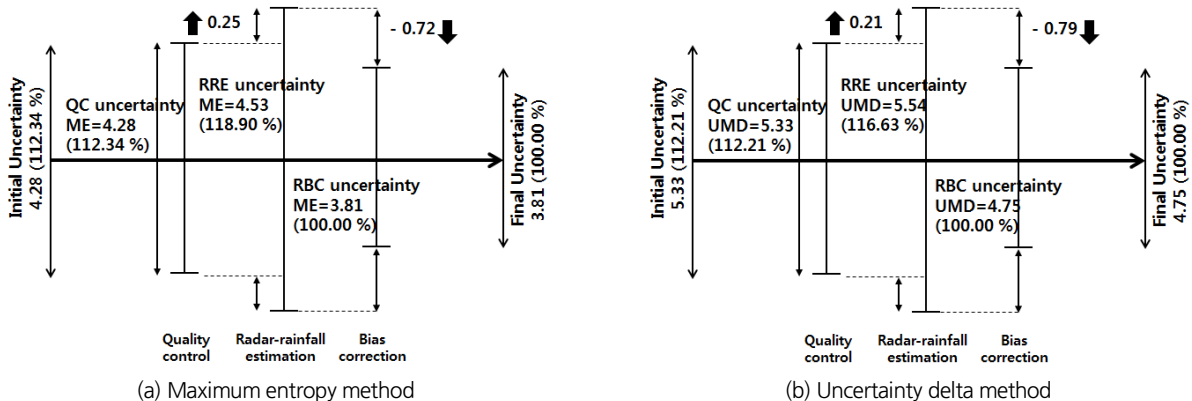 0.25
- 0.72
Initial Uncertainty
4.28 (112.34 %)
QC uncertainty
ME=4.28
(112.34 %)
RRE uncertainty
ME=4.53
(118.90 %)
RBC uncertainty
ME=3.81
(100.00 %)
Final Uncertainty
3.81 (100.00 %)
Quality
control
Radar-rainfall
estimation
Bias
correction
(a) Maximum entropy method
0.21
- 0.79
Initial Uncertainty
5.33 (112.21 %)
QC uncertainty
UMD=5.33
(112.21 %)
RRE uncertainty
UMD=5.54
(116.63 %)
RBC uncertainty
UMD=4.75
(100.00 %)
Final Uncertainty
4.75 (100.00 %)
Quality
control
Radar-rainfall
estimation
Bias
correction
(b) Uncertainty delta method